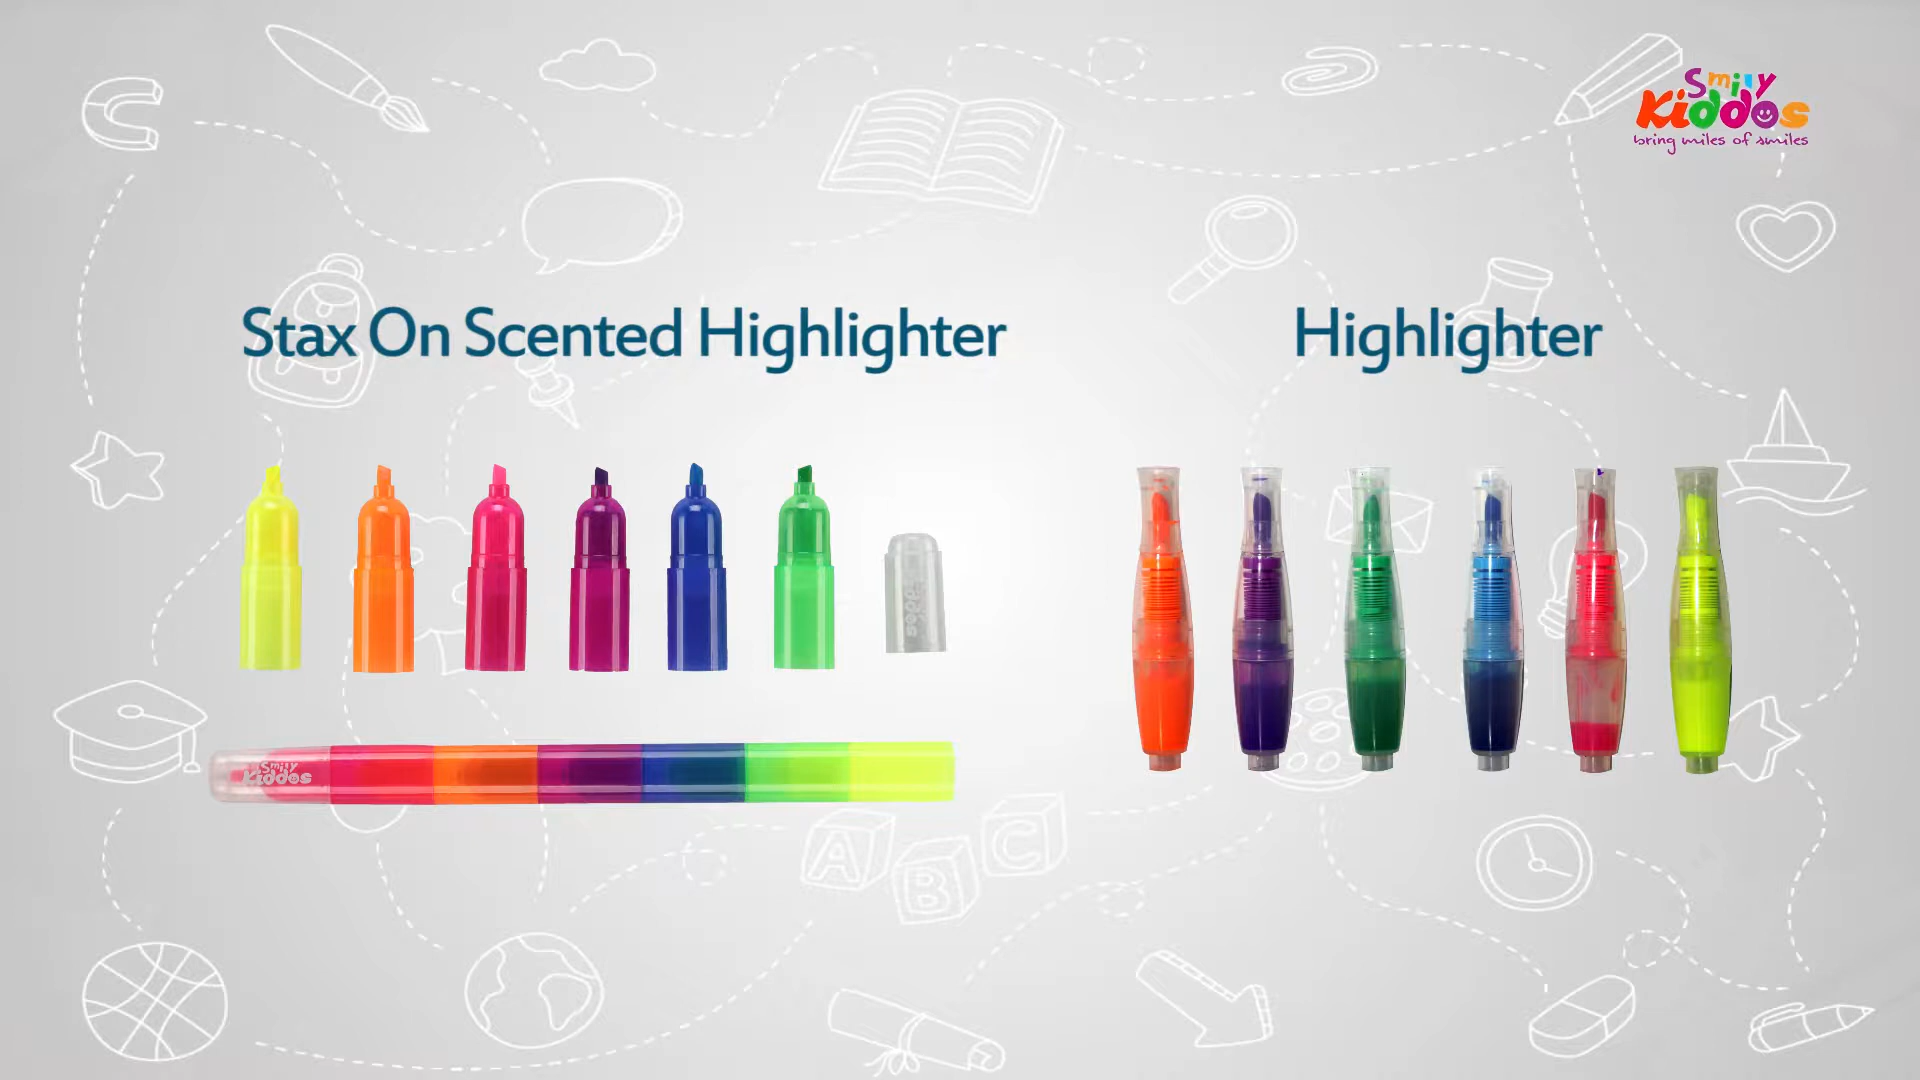 Smily
Kiddos
bring miles of smiles
Stax On Scented Highlighter
Highlighter
Smily
Kiddos
A B C